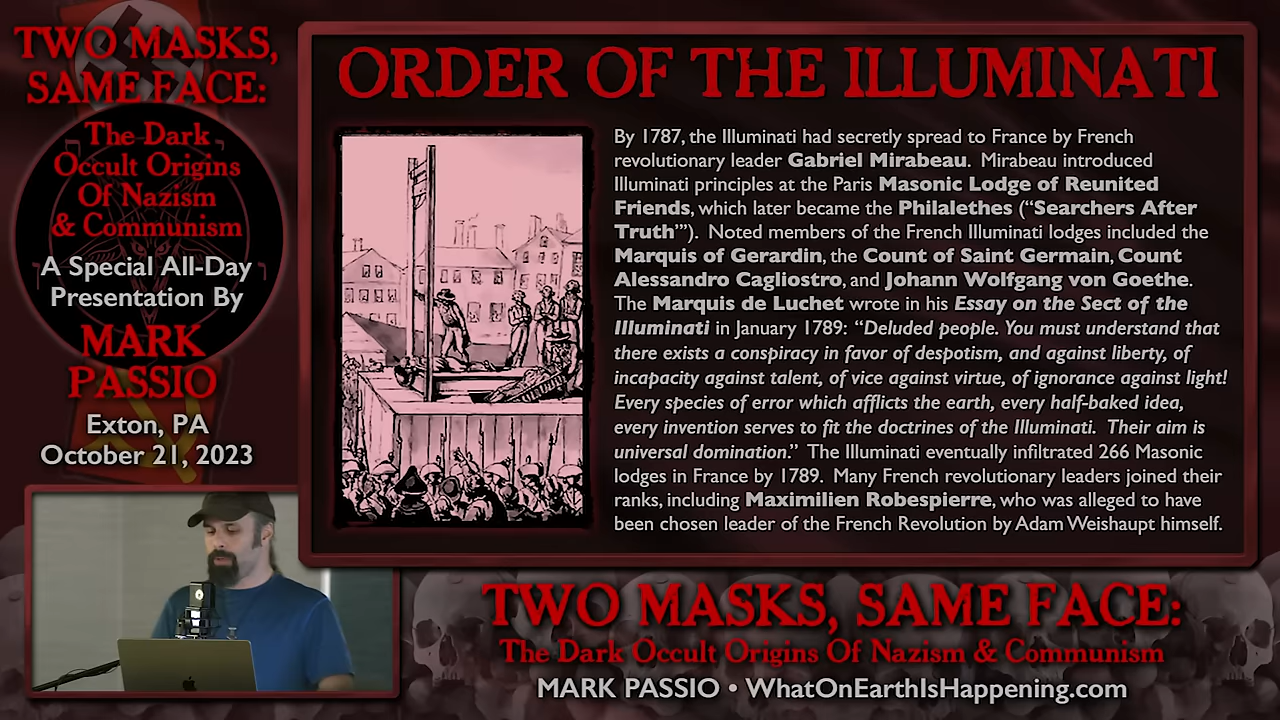 TWO MASKS,
SAME FACE:
The Dark
Occult Origins
Of Nazism
& Communism
A Special All-Day
Presentation By
MARK
PASSIO
Exton, PA
October 21, 2023
ORDER OF THE ILLUMINATI
By 1787, the Illuminati had secretly spread to France by French
revolutionary leader Gabriel Mirabeau. Mirabeau introduced
Illuminati principles at the Paris Masonic Lodge of Reunited
Friends, which later became the Philalethes (“Searchers After
Truth’”). Noted members of the French Illuminati lodges included the
Marquis of Gerardin, the Count of Saint Germain, Count
Alessandro Cagliostro, and Johann Wolfgang von Goethe.
The Marquis de Luchet wrote in his Essay on the Sect of the
Illuminati in January 1789: “Deluded people. You must understand that
there exists a conspiracy in favor of despotism, and against liberty, of
incapacity against talent, of vice against virtue, of ignorance against light!
Every species of error which afflicts the earth, every half-baked idea,
every invention serves to fit the doctrines of the Illuminati. Their aim is
universal domination.” The Illuminati eventually infiltrated 266 Masonic
lodges in France by 1789. Many French revolutionary leaders joined their
ranks, including Maximilien Robespierre, who was alleged to have
been chosen leader of the French Revolution by Adam Weishaupt himself.
TWO MASKS, SAME FACE:
The Dark Occult Origins Of Nazism & Communism
MARK PASSIO • WhatOnEarthIsHappening.com